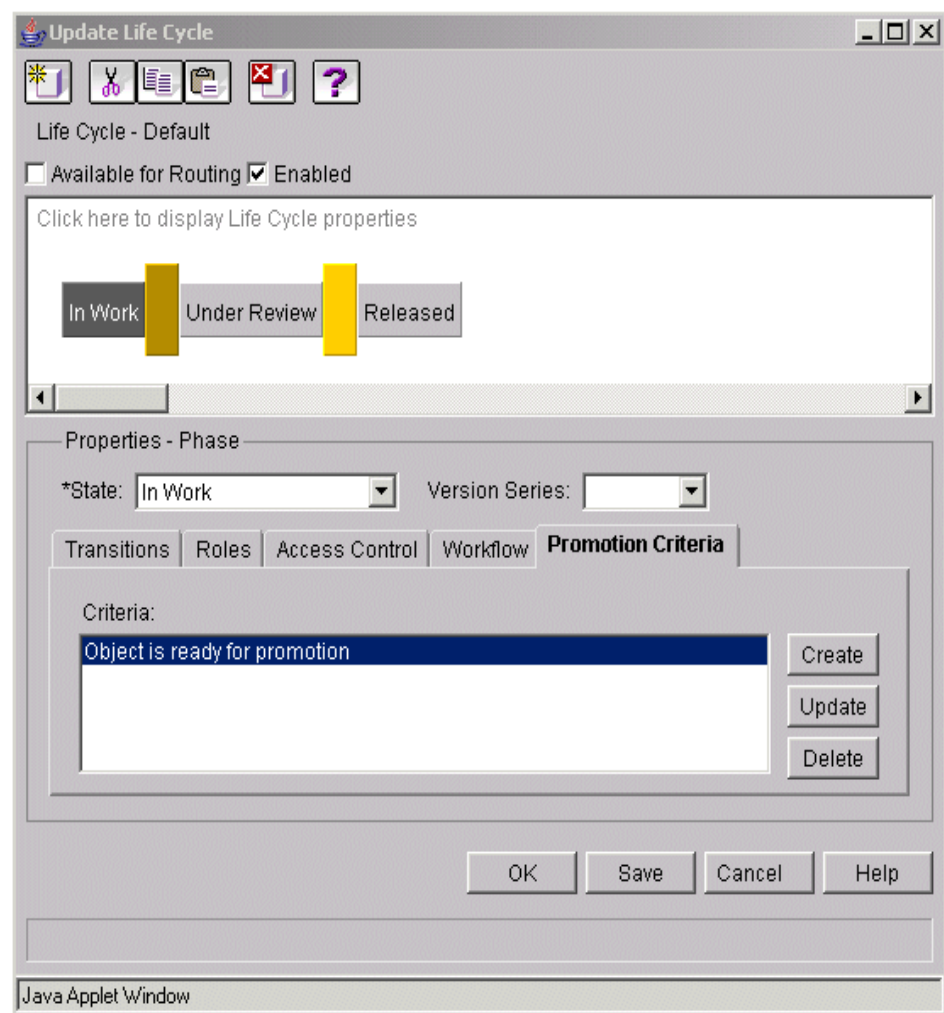 Update Life Cycle
Life Cycle - Default
Available for Routing Enabled
Click here to display Life Cycle properties
In Work Under Review Released
Properties - Phase
*State: In Work Version Series:
Transitions Roles Access Control Workflow Promotion Criteria
Criteria:
Object is ready for promotion
Create
Update
Delete
OK Save Cancel Help
Java Applet Window